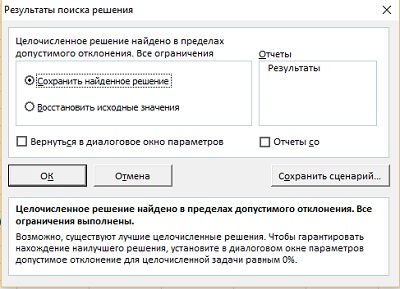 Результаты поиска решения
Целочисленное решение найдено в пределах
допустимого отклонения. Все ограничения
Отчеты
Результаты
Сохранить найденное решение
Восстановить исходные значения
Вернуться в диалоговое окно параметров
Отчеты со
ОК
Отмена
Сохранить сценарий...
Целочисленное решение найдено в пределах допустимого отклонения. Все
ограничения выполнены.
Возможно, существуют лучшие целочисленные решения. Чтобы гарантировать
нахождение наилучшего решения, установите в диалоговом окне параметров
допустимое отклонение для целочисленной задачи равным 0%.